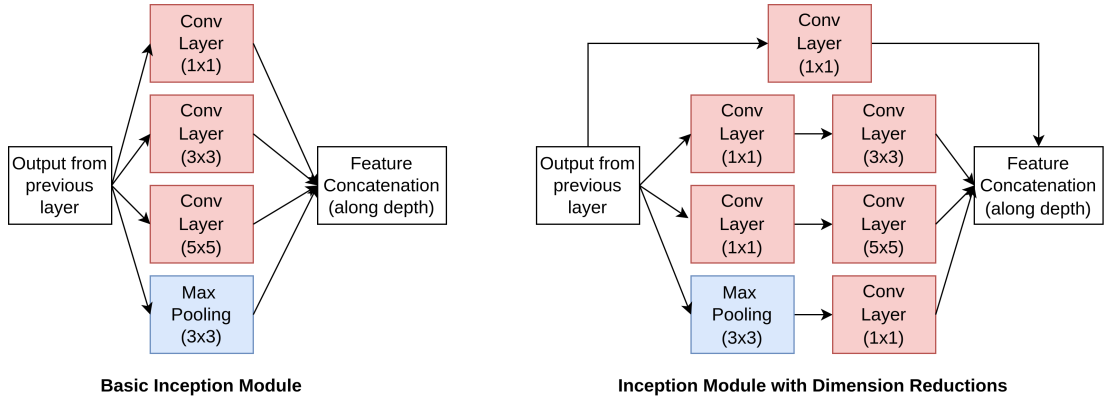 Conv
Layer
(1x1)
Conv
Layer
(3x3)
Output from
previous
layer
Feature
Concatenation
(along depth)
Conv
Layer
(5x5)
Max
Pooling
(3x3)
Basic Inception Module
Conv
Layer
(1x1)
Conv
Layer
(1x1)
Conv
Layer
(3x3)
Output from
previous
layer
Feature
Concatenation
(along depth)
Conv
Layer
(1x1)
Conv
Layer
(5x5)
Max
Pooling
(3x3)
Conv
Layer
(1x1)
Inception Module with Dimension Reductions